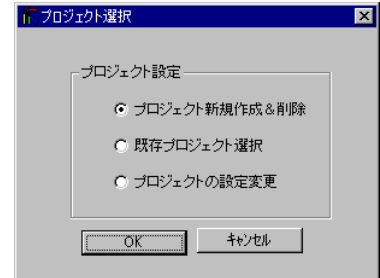 プロジェクト選択
プロジェクト設定
プロジェクト新規作成＆削除
既存プロジェクト選択
プロジェクトの設定変更
OK
ｷｬﾝｾﾙ